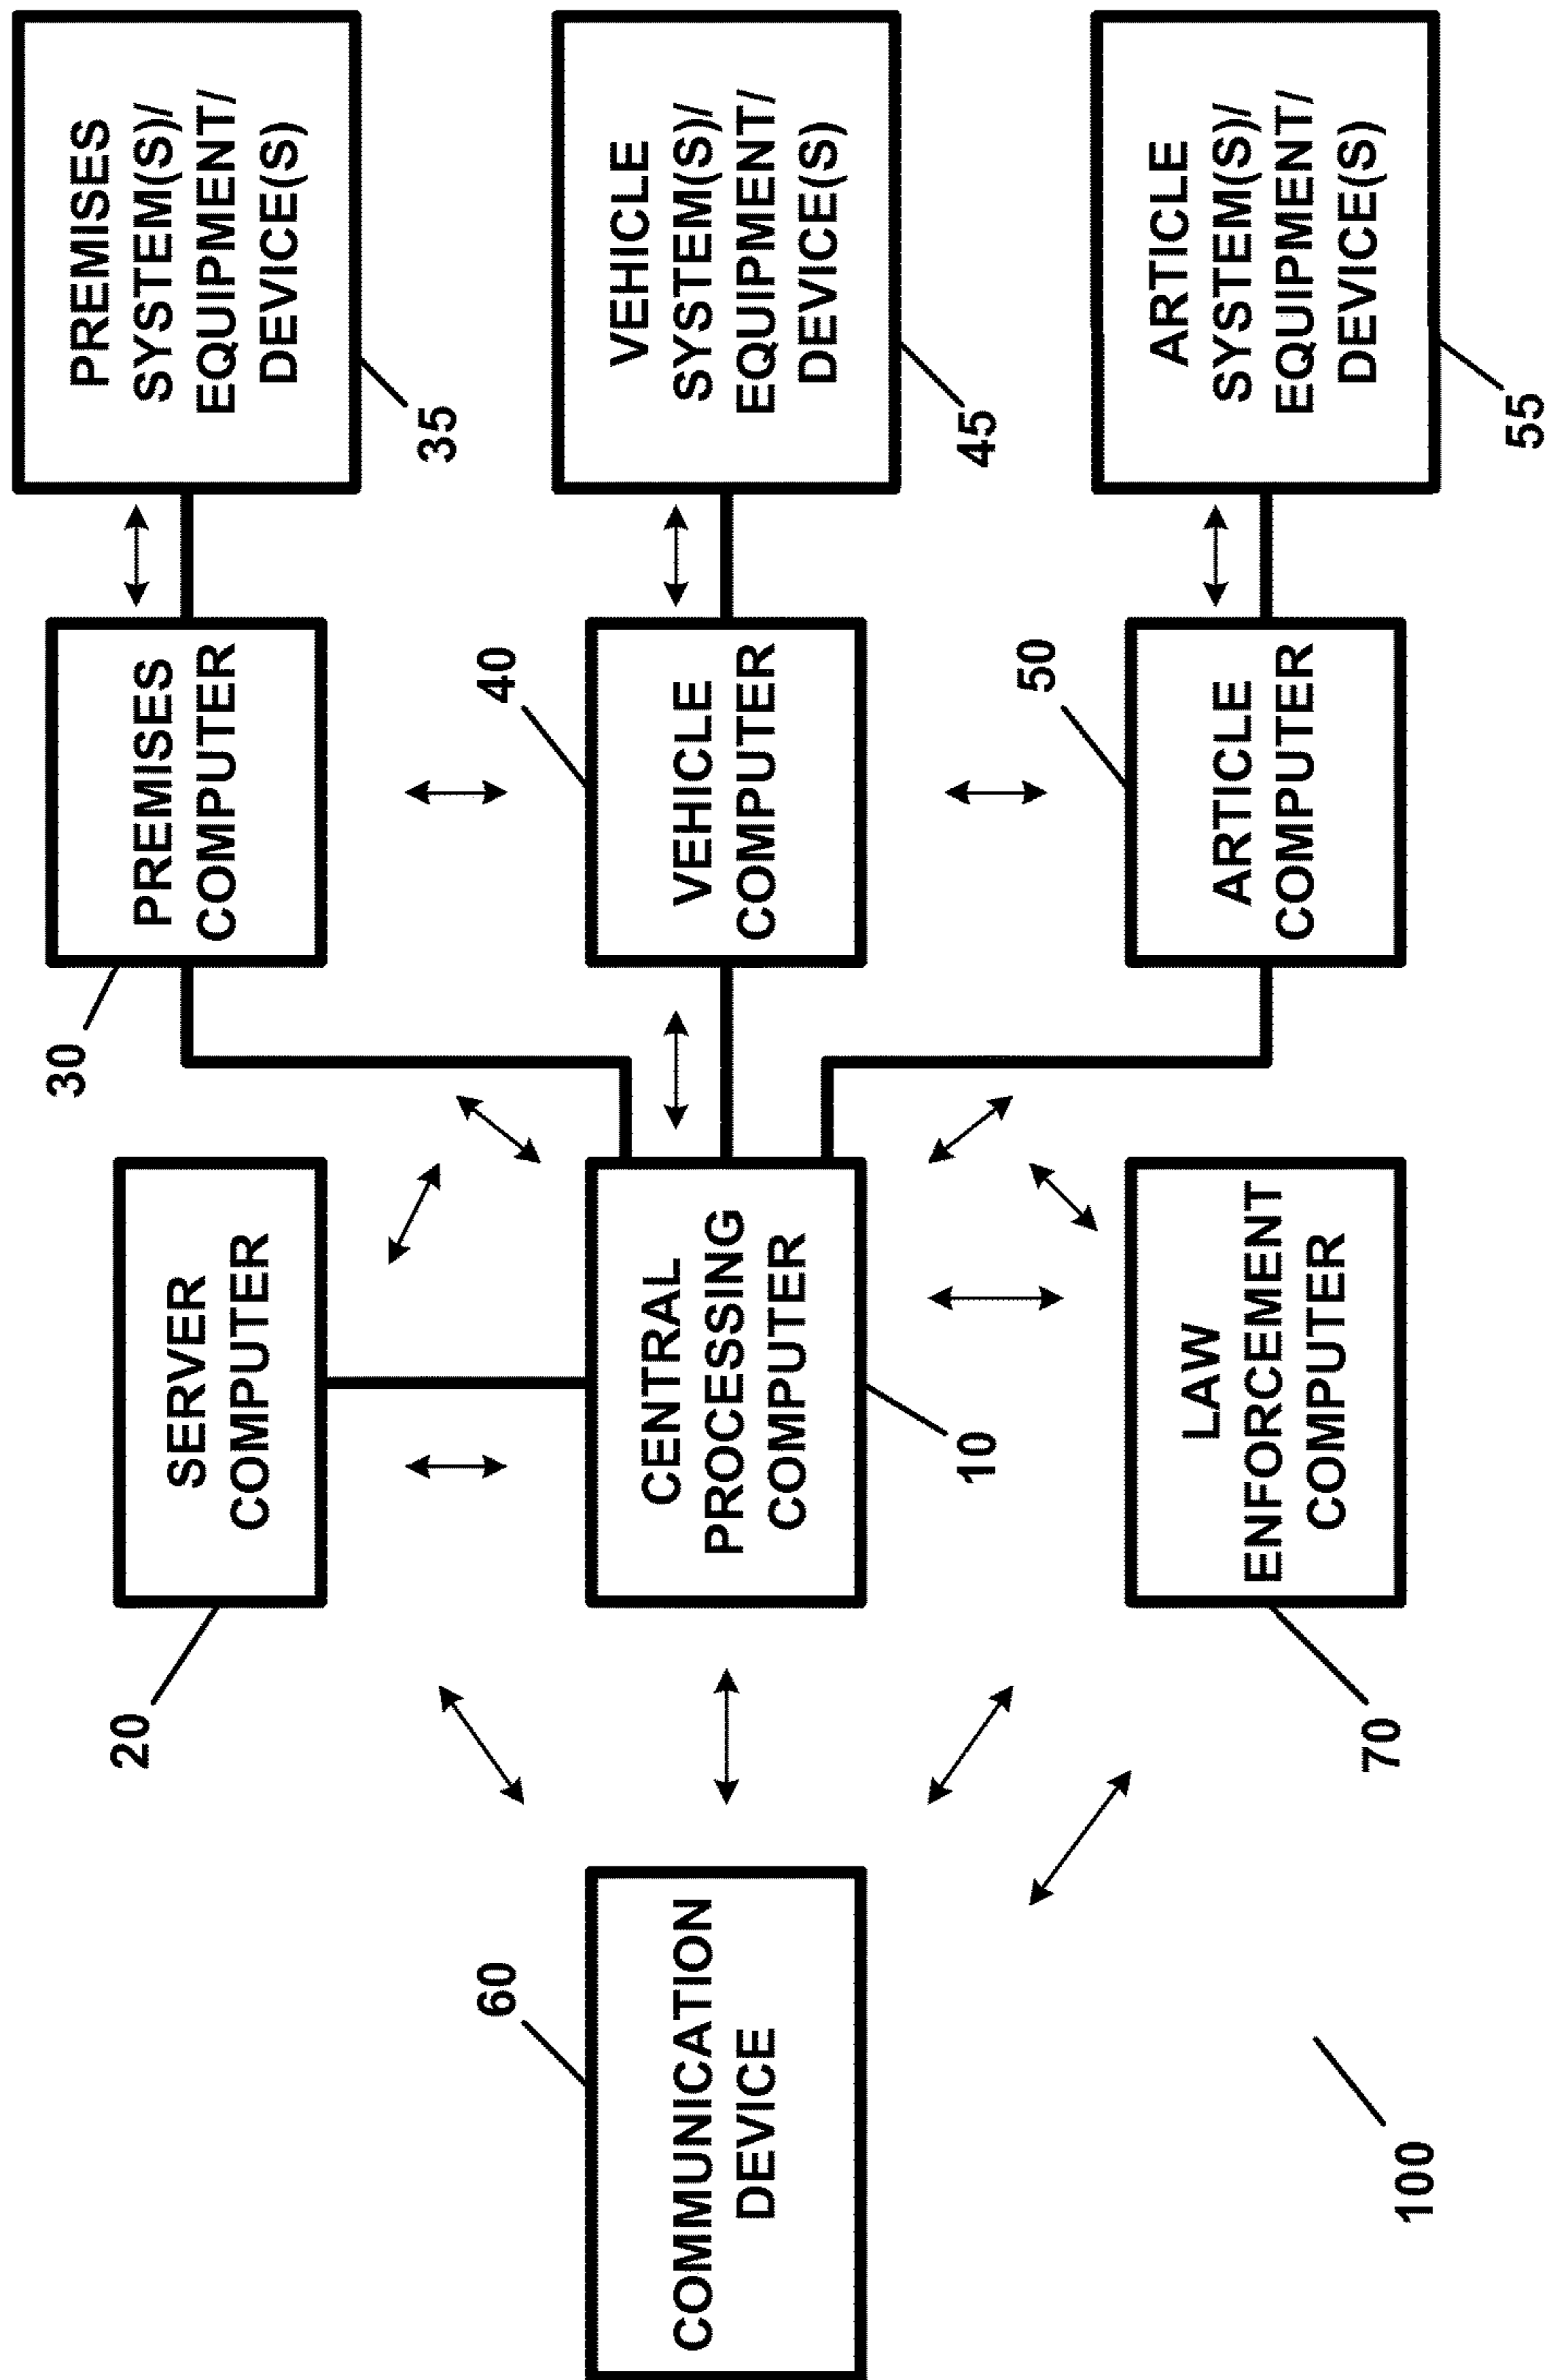 COMMUNICATION
DEVICE
60
SERVER
COMPUTER
20
CENTRAL
PROCESSING
COMPUTER
10
LAW
ENFORCEMENT
COMPUTER
70
PREMISES
COMPUTER
30
VEHICLE
COMPUTER
40
ARTICLE
COMPUTER
50
PREMISES
SYSTEM(S)/
EQUIPMENT/
DEVICE(S)
35
VEHICLE
SYSTEM(S)/
EQUIPMENT/
DEVICE(S)
45
ARTICLE
SYSTEM(S)/
EQUIPMENT/
DEVICE(S)
55
100